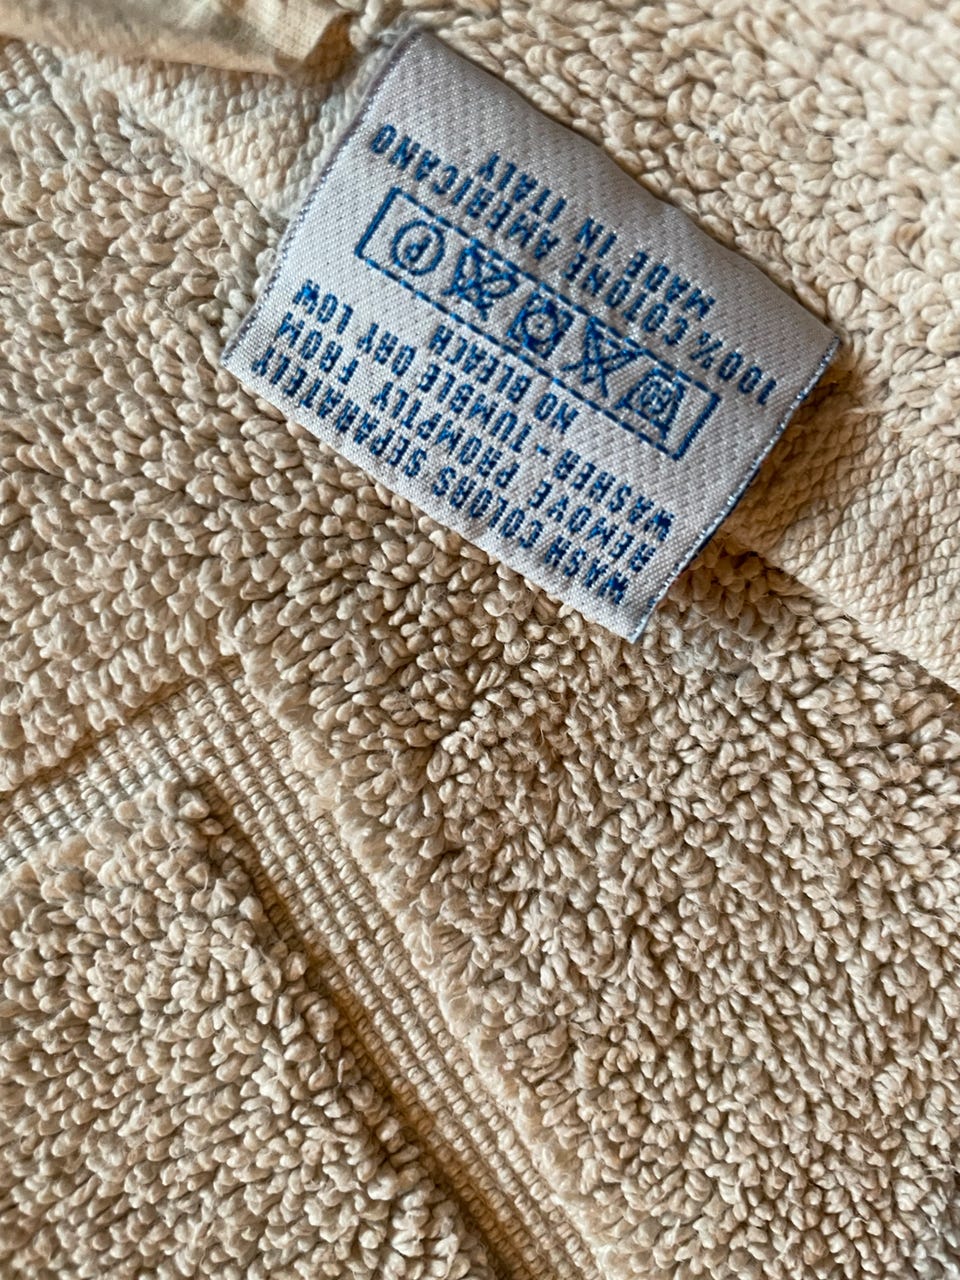 WASH COLORS SEPARATELY
REMOVE PROMPTLY FROM
WASHER-TUMBLE DRY LOW
NO BLEACH
P
100% COTONE AMERICANO
MADE IN ITALY